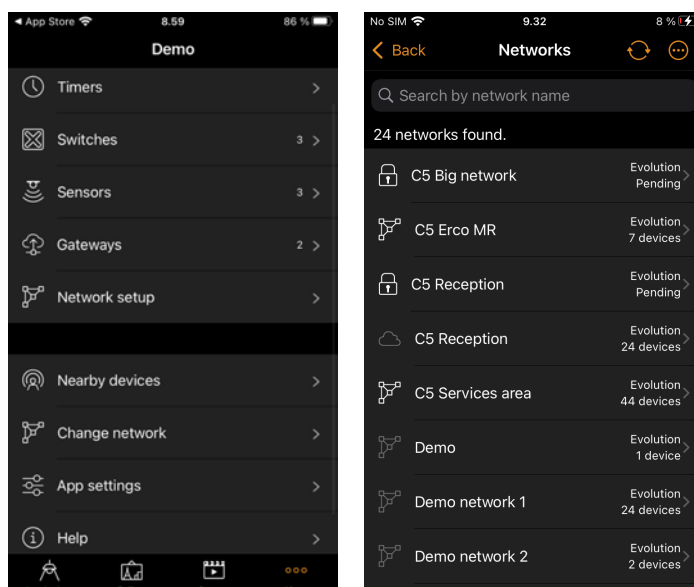 ◀ App Store 8.59 86 %
Demo
Timers
Switches 3
Sensors 3
Gateways 2
Network setup
Nearby devices
Change network
App settings
Help
No SIM 9.32 8 %
Back Networks
Search by network name
24 networks found.
C5 Big network Evolution
Pending
C5 Erco MR Evolution
7 devices
C5 Reception Evolution
Pending
C5 Reception Evolution
24 devices
C5 Services area Evolution
44 devices
Demo Evolution
1 device
Demo network 1 Evolution
24 devices
Demo network 2 Evolution
2 devices